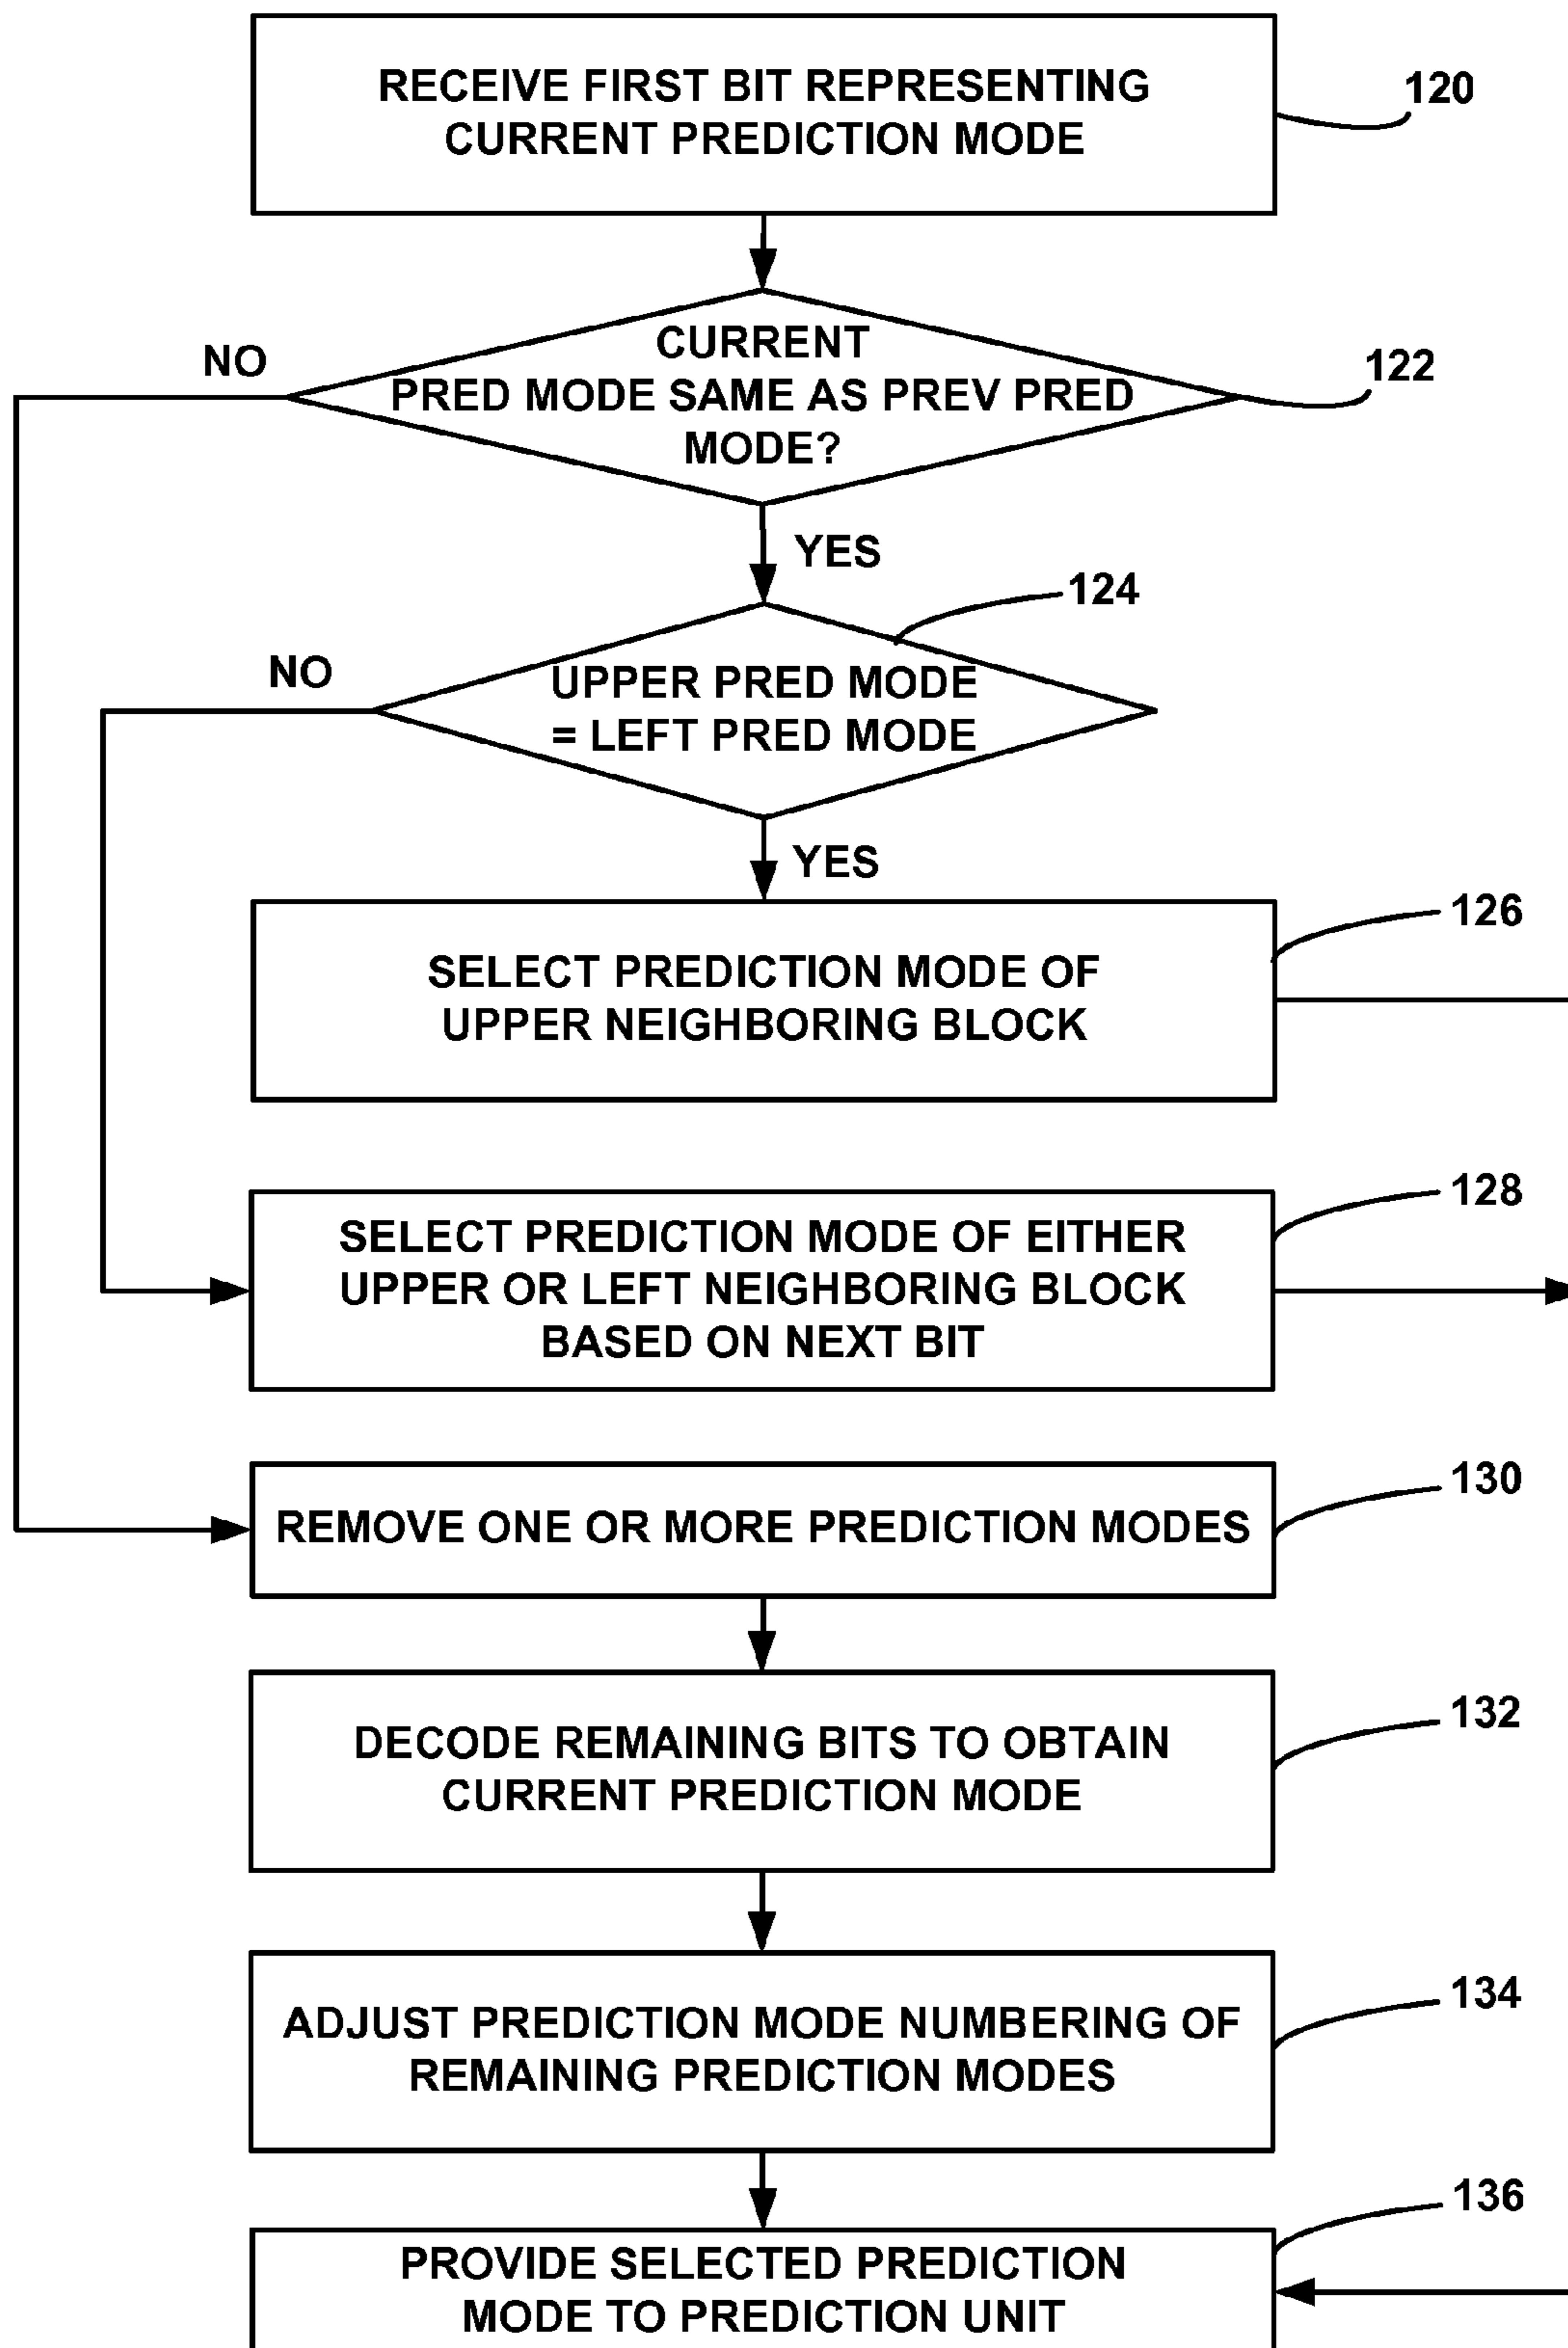 RECEIVE FIRST BIT REPRESENTING
CURRENT PREDICTION MODE
120
CURRENT
PRED MODE SAME AS PREV PRED
MODE?
122
NO
YES
124
UPPER PRED MODE
= LEFT PRED MODE
NO
YES
126
SELECT PREDICTION MODE OF
UPPER NEIGHBORING BLOCK
128
SELECT PREDICTION MODE OF EITHER
UPPER OR LEFT NEIGHBORING BLOCK
BASED ON NEXT BIT
130
REMOVE ONE OR MORE PREDICTION MODES
132
DECODE REMAINING BITS TO OBTAIN
CURRENT PREDICTION MODE
134
ADJUST PREDICTION MODE NUMBERING OF
REMAINING PREDICTION MODES
136
PROVIDE SELECTED PREDICTION
MODE TO PREDICTION UNIT